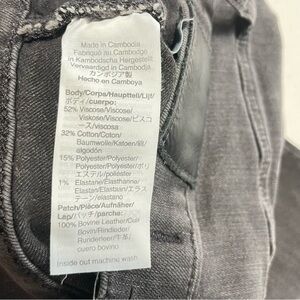 Made in Cambodia
Fabriqué au Cambodge
in Kambodscha Hergestellt
Vervaardigd in Cambodja
カンボジア製
Hecho en Camboya
Body/Corps/Hauptteil/Lijf/
ボディ/cuerpo:
52% Viscose/Viscose/
Viskose/Viscose/ビスコ
ース/viscosa
32% Cotton/Coton/
Baumwolle/Katoen/綿/
algodón
15% Polyester/Polyester/
Polyester/Polyester/ポリ
エステル/poliéster
1% Elastane/Élasthanne/
Elastan/Elastaan/エラス
テーン/elastano
Patch/Pièce/Aufnäher/
Lap/パッチ/parche:
100% Bovine Leather/Cuir
Bovin/Rindleder/
Runderleer/牛革/
cuero bovino
Inside out machine wash